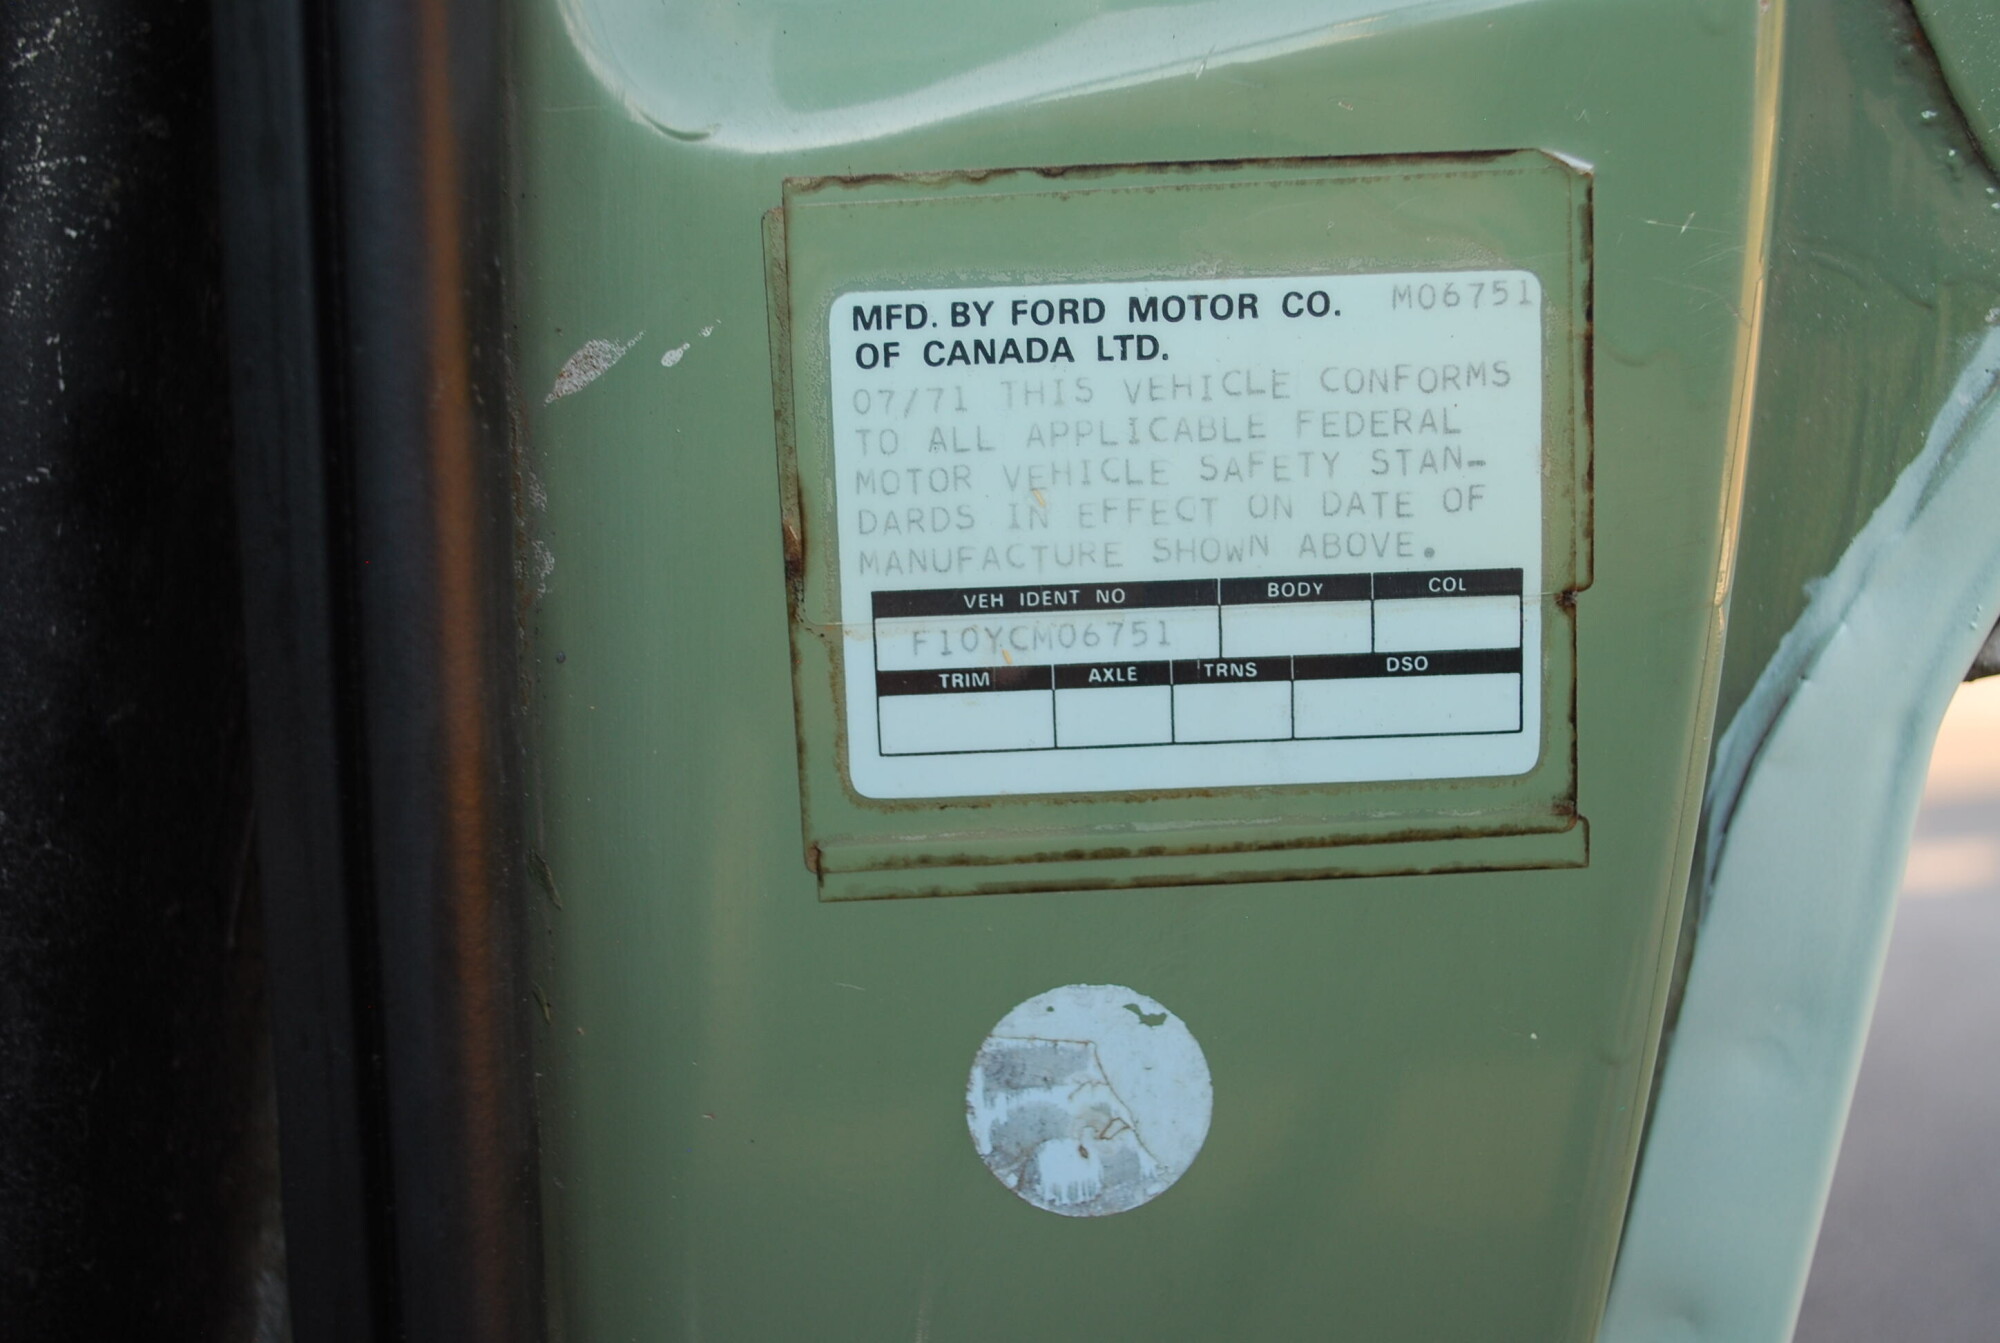 MFD. BY FORD MOTOR CO. M06751
OF CANADA LTD.
07/71 THIS VEHICLE CONFORMS
TO ALL APPLICABLE FEDERAL
MOTOR VEHICLE SAFETY STAN-
DARDS IN EFFECT ON DATE OF
MANUFACTURE SHOWN ABOVE.
VEH IDENT NO BODY COL
F10YCM06751
TRIM AXLE TRNS DSO